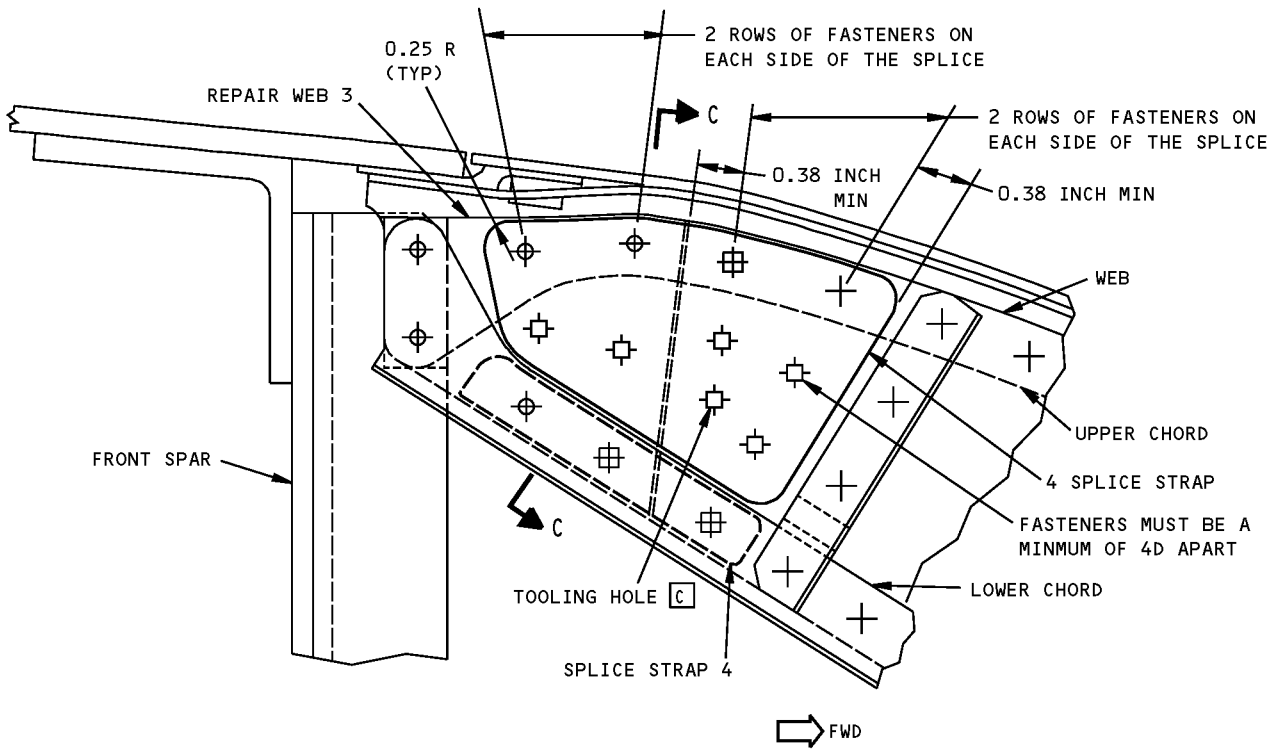 2 ROWS OF FASTENERS ON
EACH SIDE OF THE SPLICE
0.25 R
(TYP)
REPAIR WEB 3
C
2 ROWS OF FASTENERS ON
EACH SIDE OF THE SPLICE
0.38 INCH
MIN
0.38 INCH MIN
WEB
UPPER CHORD
FRONT SPAR
4 SPLICE STRAP
C
FASTENERS MUST BE A
MINMUM OF 4D APART
TOOLING HOLE C
LOWER CHORD
SPLICE STRAP 4
FWD